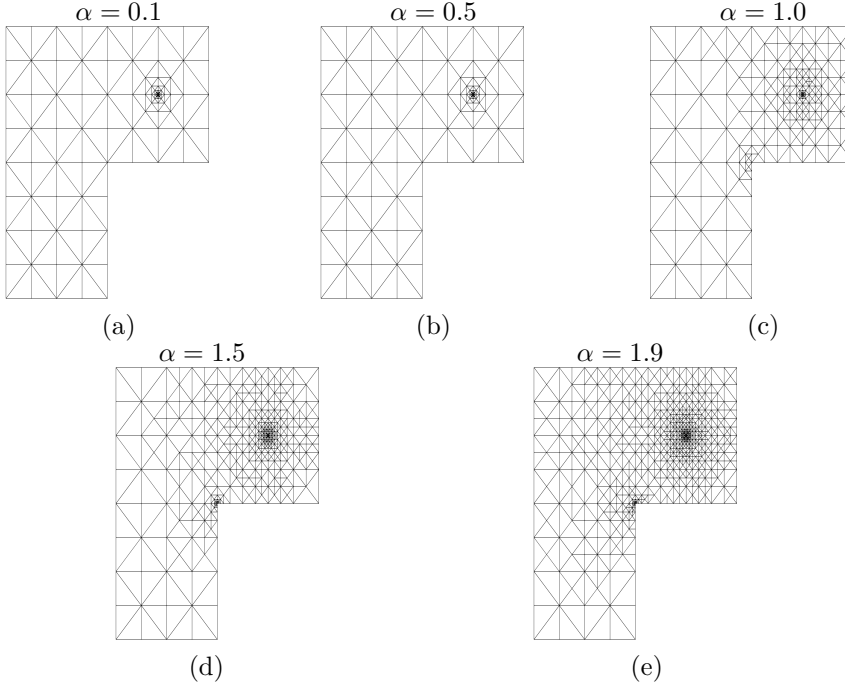 α = 0.1 α = 0.5 α = 1.0
(a) (b) (c)
α = 1.5 α = 1.9
(d) (e)